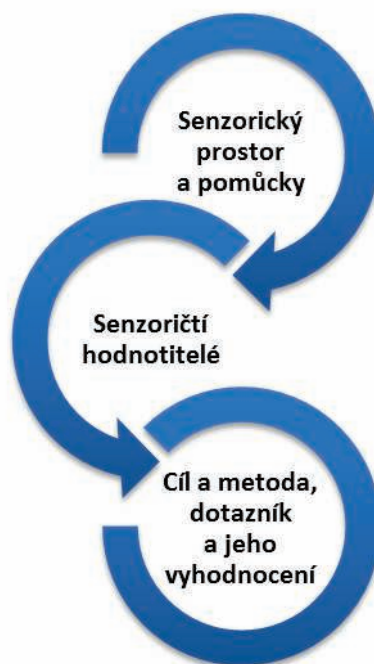 Senzorický
prostor
a pomůcky
Senzoričtí
hodnotitelé
Cíl a metoda,
dotazník
a jeho
vyhodnocení